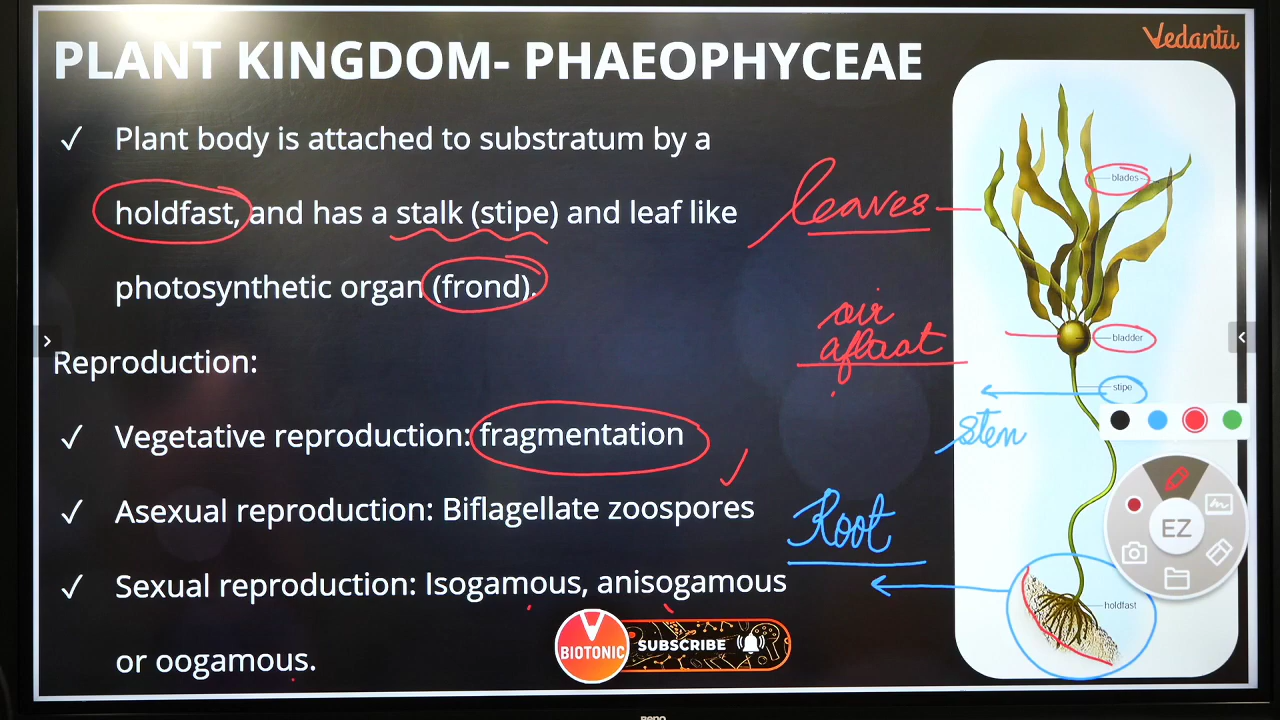 Vedantu
PLANT KINGDOM- PHAEOPHYCEAE
✓ Plant body is attached to substratum by a
holdfast, and has a stalk (stipe) and leaf like
photosynthetic organ (frond).
Reproduction:
✓ Vegetative reproduction: fragmentation
✓ Asexual reproduction: Biflagellate zoospores
✓ Sexual reproduction: Isogamous, anisogamous
or oogamous.
leaves
blades
air
afloat
bladder
stipe
Stem
Root
holdfast
EZ
BIOTONIC
SUBSCRIBE
BenQ